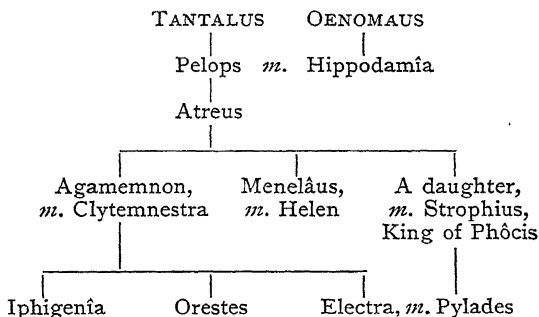 TANTALUS OENOMAUS
Pelops m. Hippodamîa
Atreus
Agamemnon, Menelâus, A daughter,
m. Clytemnestra m. Helen m. Strophius,
King of Phôcis
Iphigenîa Orestes Electra, m. Pylades